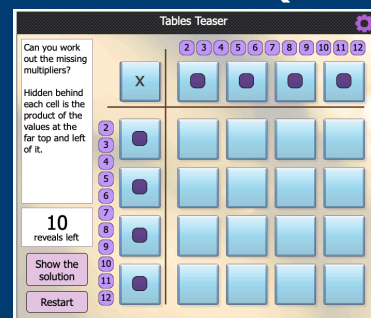 Tables Teaser
Can you work
out the missing
multipliers?
Hidden behind
each cell is the
product of the
values at the
far top and left
of it.
2 3 4 5 6 7 8 9 10 11 12
X
2
3
4
5
6
7
8
9
10
11
12
10
reveals left
Show the
solution
Restart